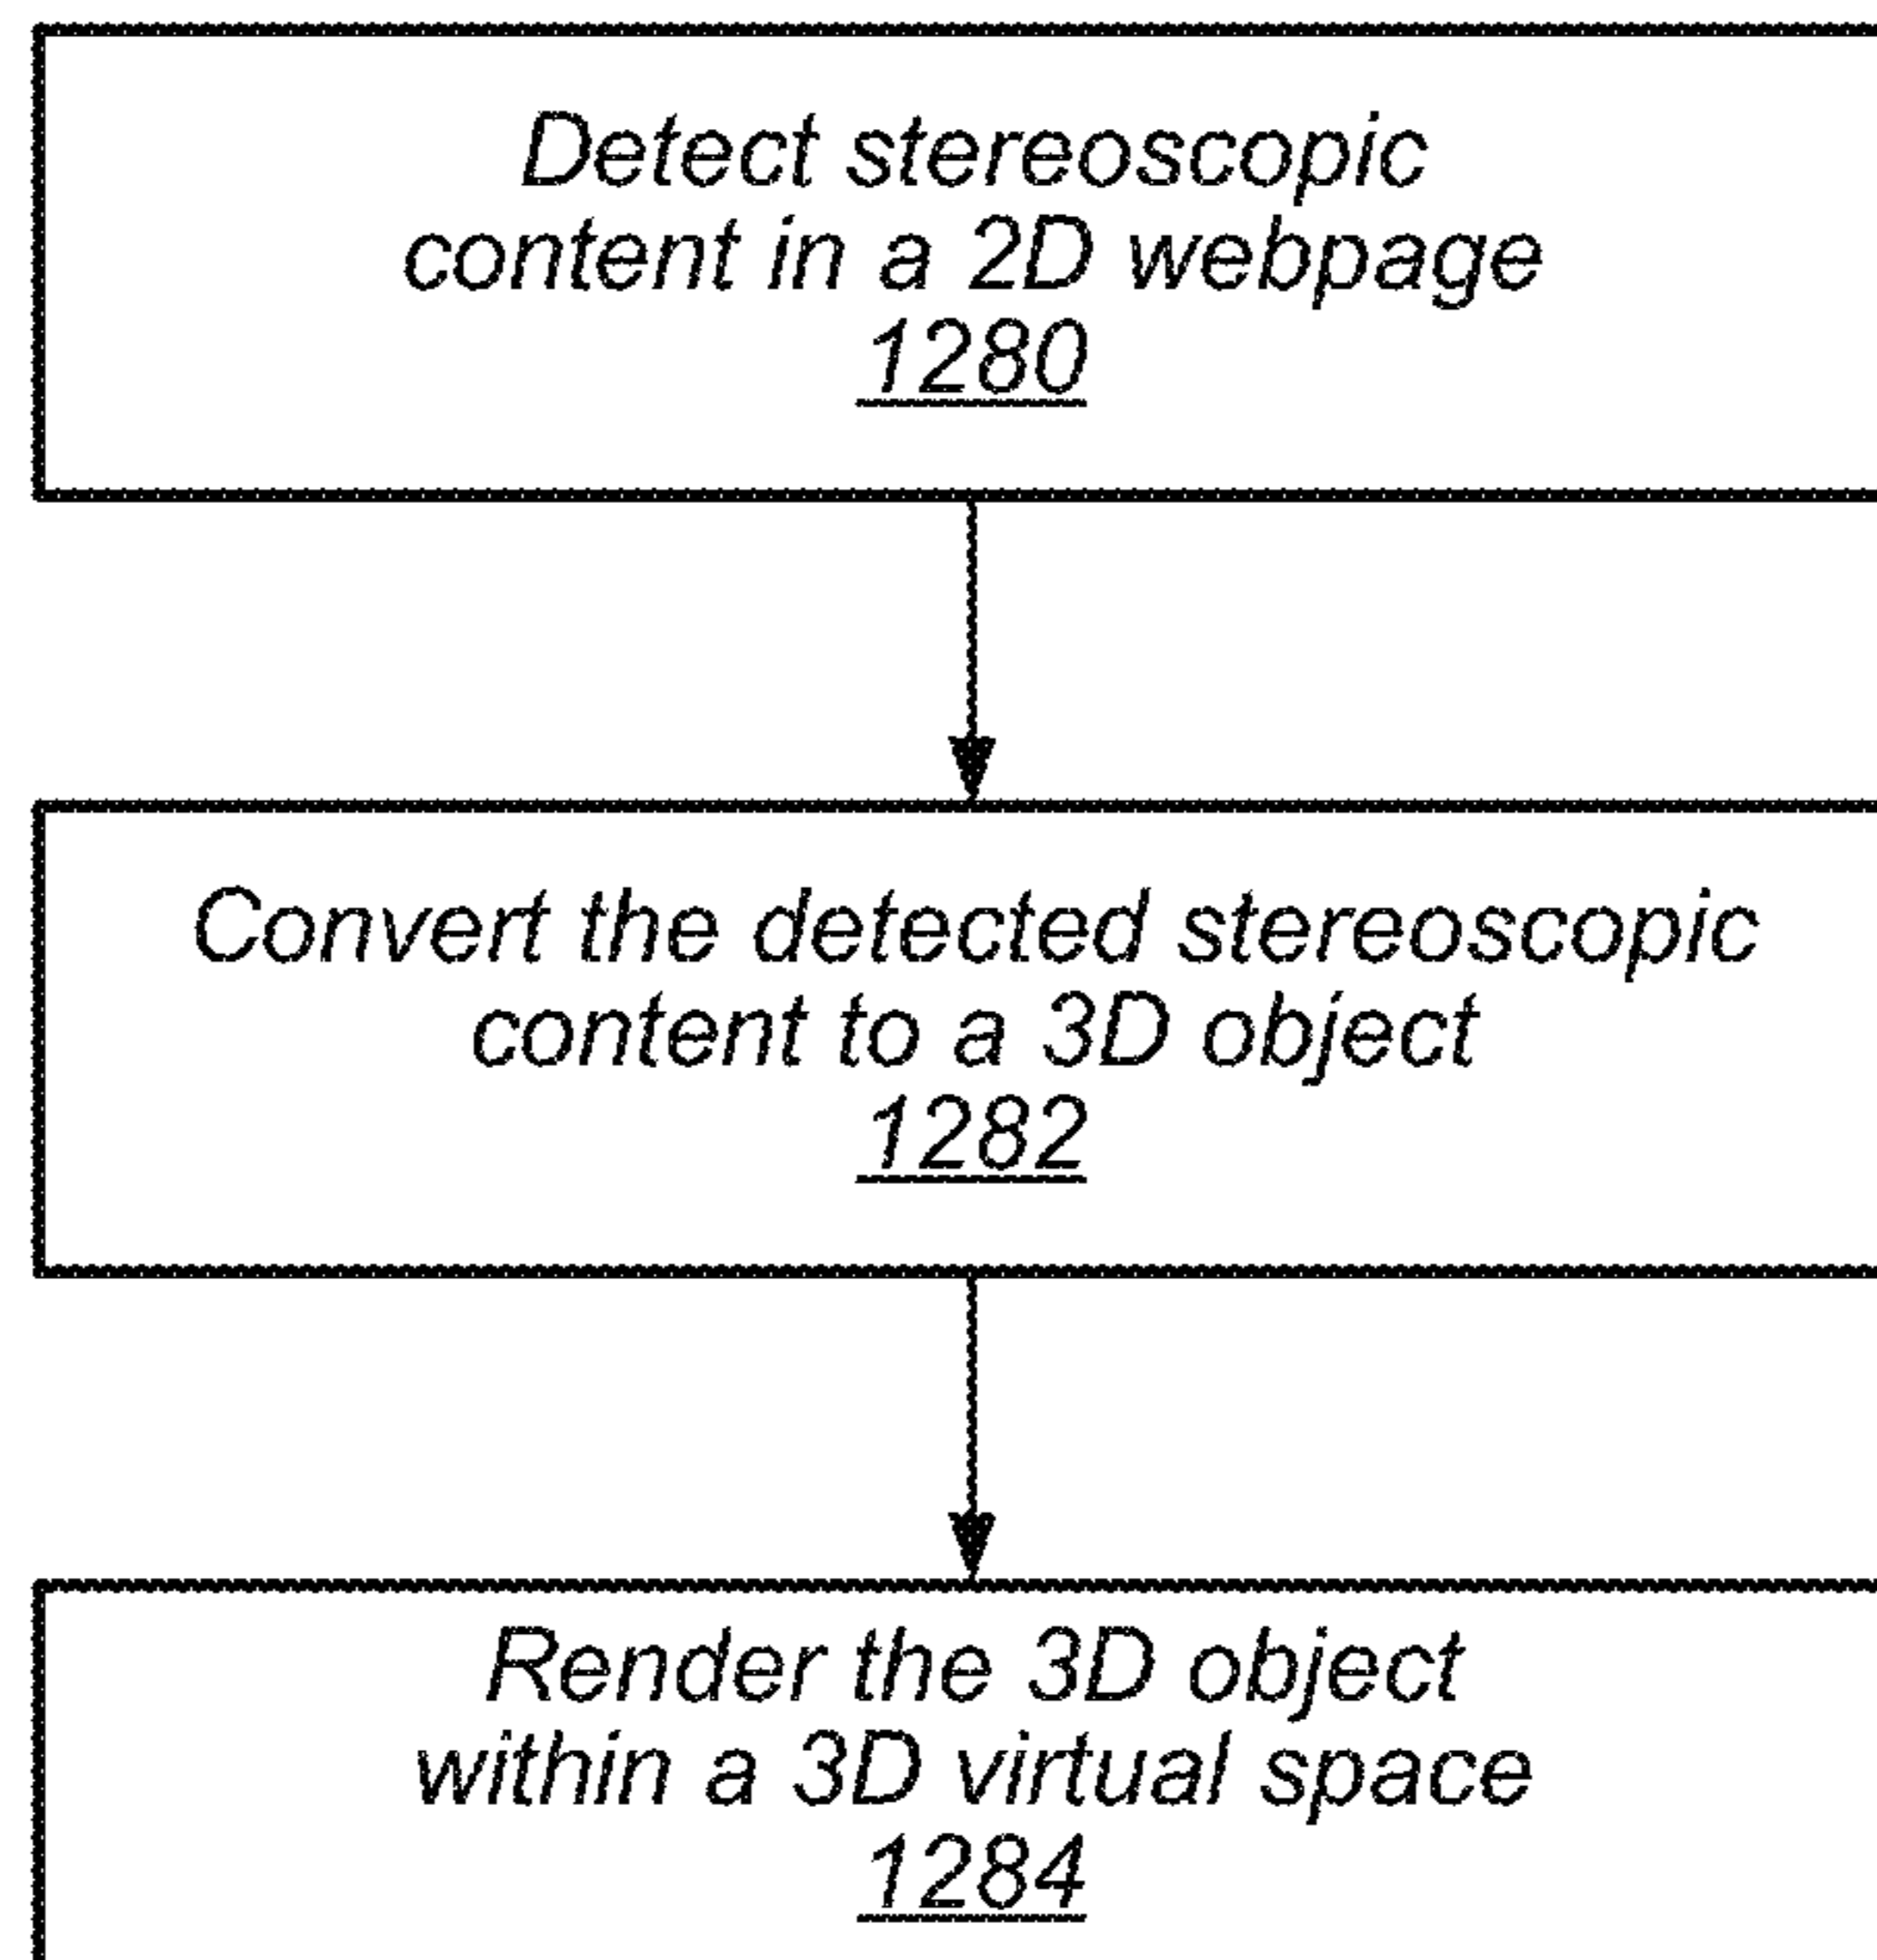 Detect stereoscopic
content in a 2D webpage
1280
Convert the detected stereoscopic
content to a 3D object
1282
Render the 3D object
within a 3D virtual space
1284